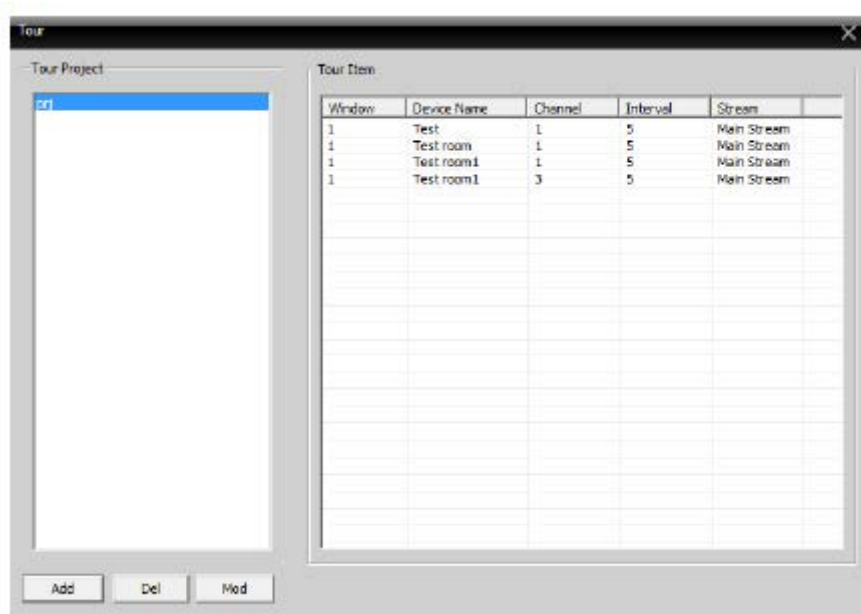 Tour
Tour Project
prj
Add Del Mod
Tour Item
Window Device Name Channel Interval Stream
1 Test 1 5 Main Stream
1 Test room 1 5 Main Stream
1 Test room1 1 5 Main Stream
1 Test room1 3 5 Main Stream